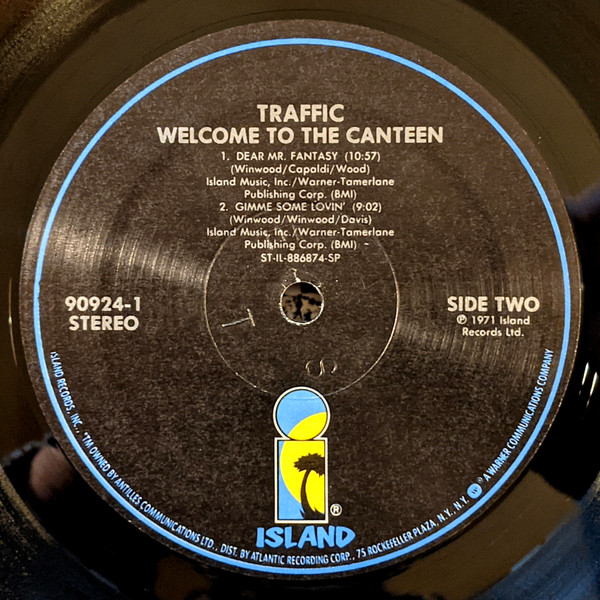 TRAFFIC
WELCOME TO THE CANTEEN
1. DEAR MR. FANTASY (10:57)
(Winwood/Capaldi/Wood)
Island Music, Inc./Warner-Tamerlane
Publishing Corp. (BMI)
2. GIMME SOME LOVIN' (9:02)
(Winwood/Winwood/Davis)
Island Music, Inc./Warner-Tamerlane
Publishing Corp. (BMI)
ST-IL-886874-SP
90924-1
STEREO
SIDE TWO
℗ 1971 Island
Records Ltd.
®
ISLAND
ISLAND RECORDS, INC., *TM OWNED BY ANTILLES COMMUNICATIONS LTD., DIST. BY ATLANTIC RECORDING CORP., 75 ROCKEFELLER PLAZA, N.Y., N.Y. ® A WARNER COMMUNICATIONS COMPANY